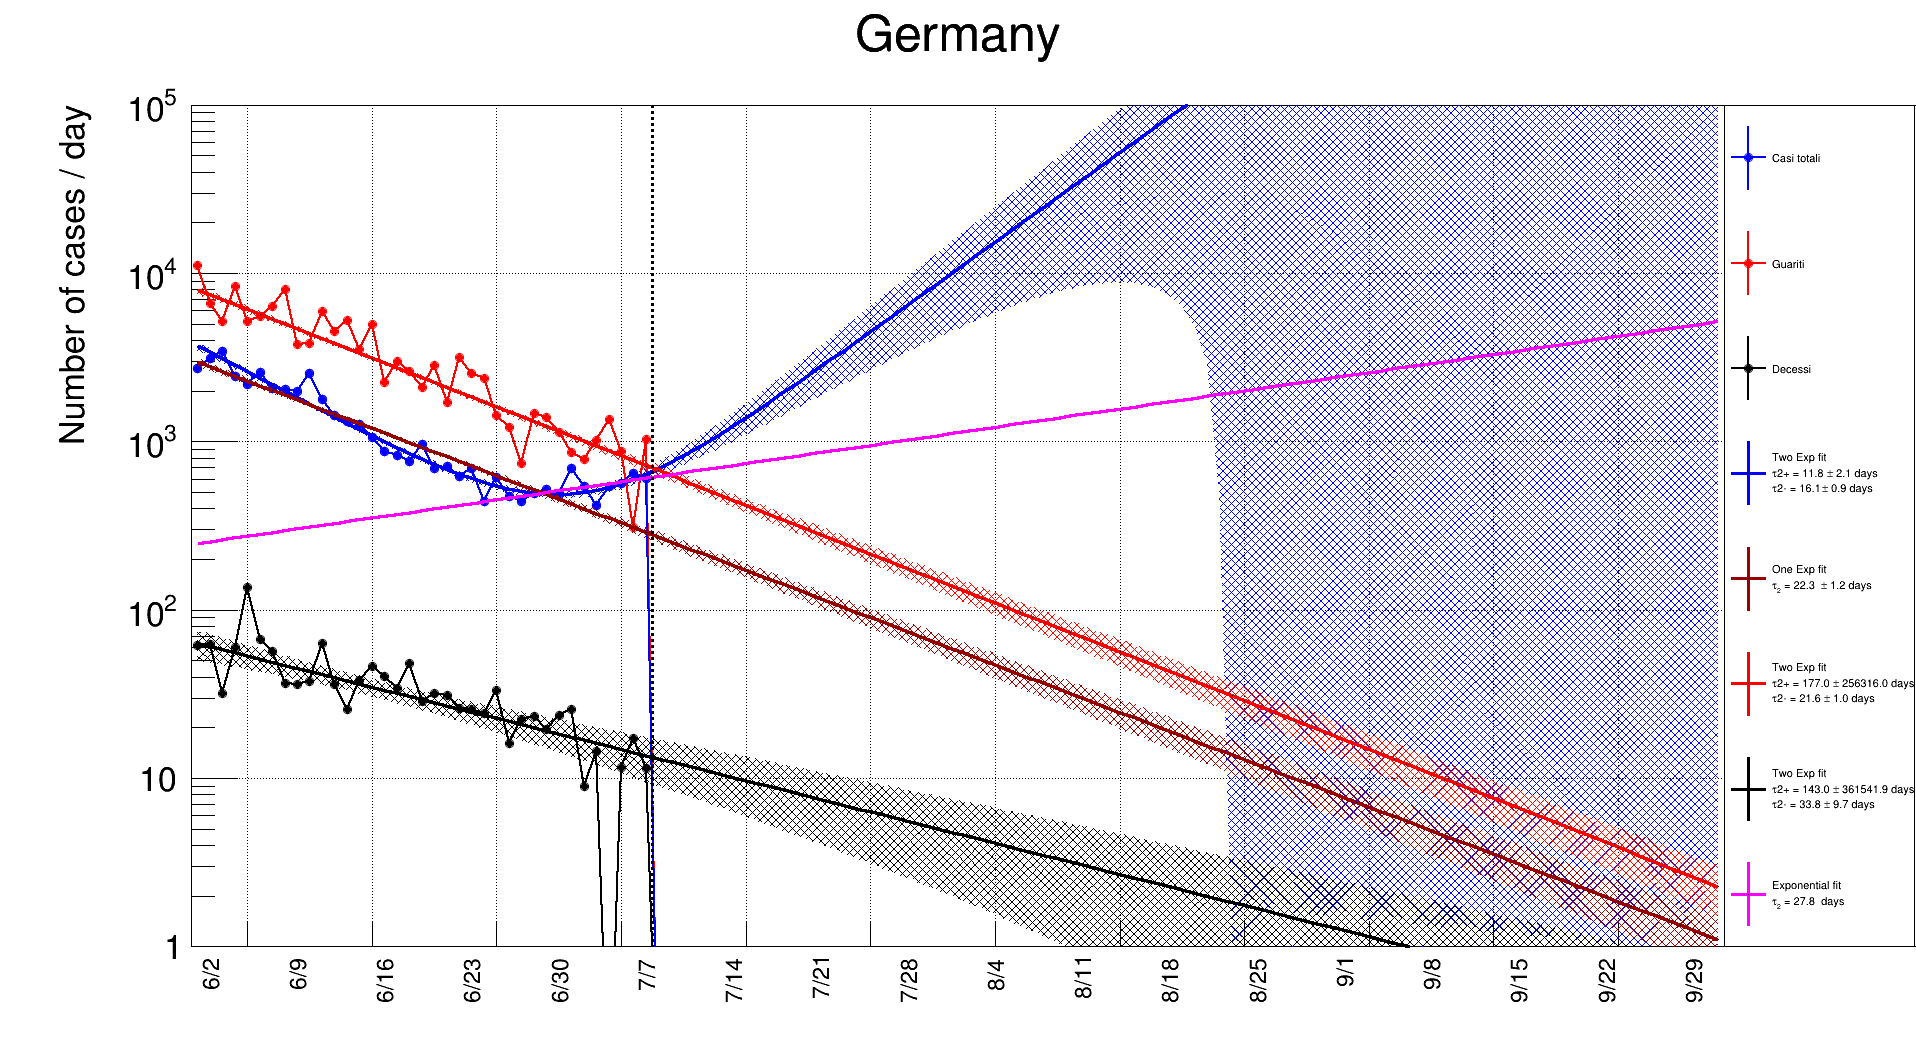 Germany
Number of cases / day
10^5
10^4
10^3
10^2
10
1
6/2
6/9
6/16
6/23
6/30
7/7
7/14
7/21
7/28
8/4
8/11
8/18
8/25
9/1
9/8
9/15
9/22
9/29
Casi totali
Guariti
Decessi
Two Exp fit
τ2+ = 11.8 ± 2.1 days
τ2- = 16.1 ± 0.9 days
One Exp fit
τ2 = 22.3 ± 1.2 days
Two Exp fit
τ2+ = 177.0 ± 256316.0 days
τ2- = 21.6 ± 1.0 days
Two Exp fit
τ2+ = 143.0 ± 361541.9 days
τ2- = 33.8 ± 9.7 days
Exponential fit
τ2 = 27.8 days